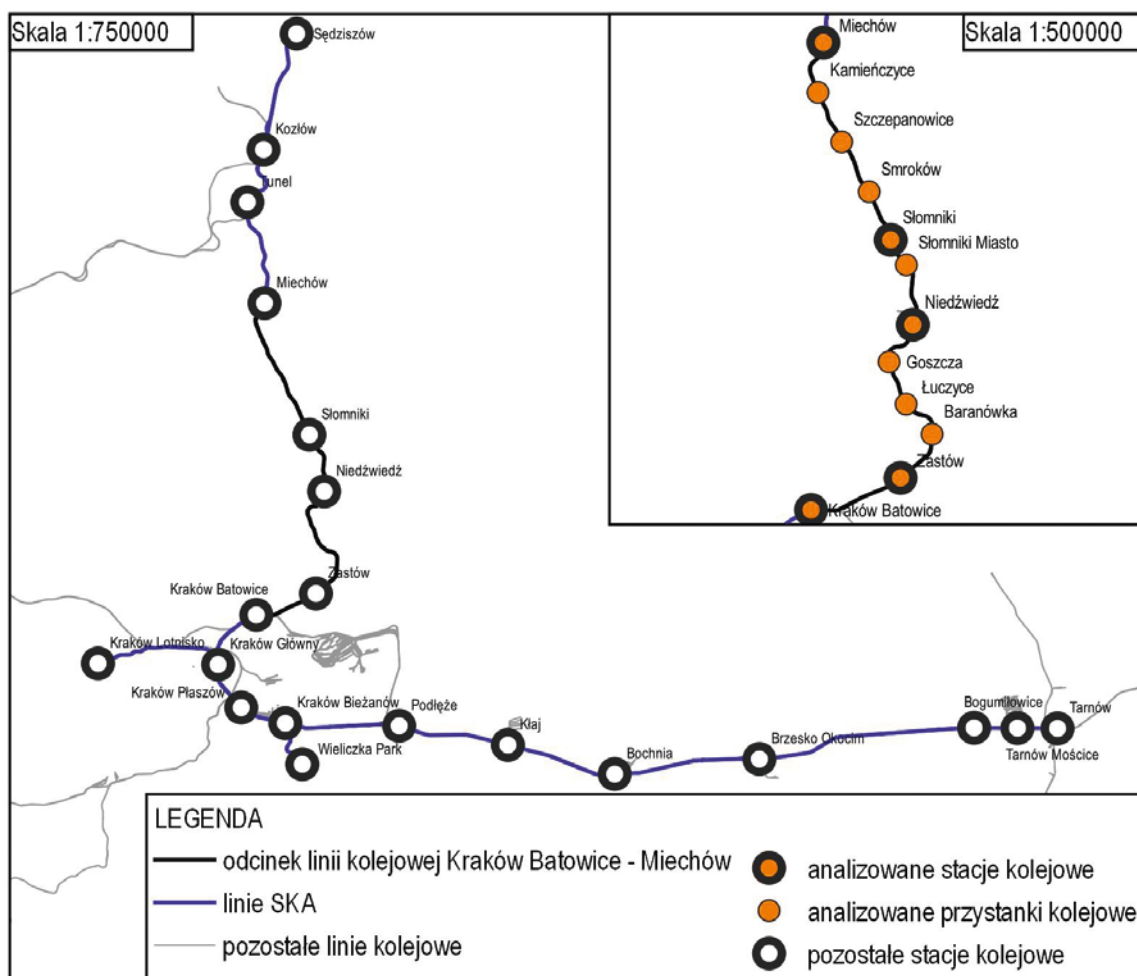 Skala 1:750000
Sędziszów
Kozłów
Tunel
Miechów
Słomniki
Niedźwiedź
Zastów
Kraków Batowice
Kraków Lotnisko
Kraków Główny
Kraków Płaszów
Kraków Bieżanów
Wieliczka Park
Podłęże
Kłaj
Bochnia
Brzesko Okocim
Bogumiłowice
Tarnów Mościce
Tarnów
Skala 1:500000
Miechów
Kamieńczyce
Szczepanowice
Smroków
Słomniki
Słomniki Miasto
Niedźwiedź
Goszcza
Łuczyce
Baranówka
Zastów
Kraków Batowice
LEGENDA
odcinek linii kolejowej Kraków Batowice - Miechów
linie SKA
pozostałe linie kolejowe
analizowane stacje kolejowe
analizowane przystanki kolejowe
pozostałe stacje kolejowe